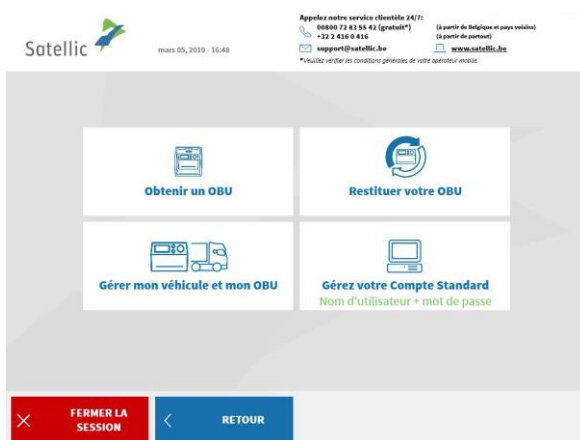 Satellic
mars 05, 2019 - 16:48
Appelez notre service clientèle 24/7:
00800 72 83 55 42 (gratuit*) (à partir de Belgique et pays voisins)
+32 2 416 0 416 (à partir de partout)
support@satellic.be www.satellic.be
*Veuillez vérifier les conditions générales de votre opérateur mobile.
Obtenir un OBU
Restituer votre OBU
Gérer mon véhicule et mon OBU
Gérez votre Compte Standard
Nom d'utilisateur + mot de passe
FERMER LA
SESSION
RETOUR